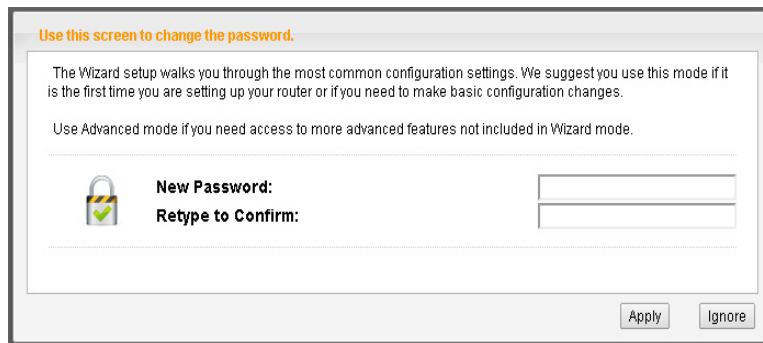 Use this screen to change the password.
The Wizard setup walks you through the most common configuration settings. We suggest you use this mode if it
is the first time you are setting up your router or if you need to make basic configuration changes.
Use Advanced mode if you need access to more advanced features not included in Wizard mode.
New Password:
Retype to Confirm:
Apply Ignore